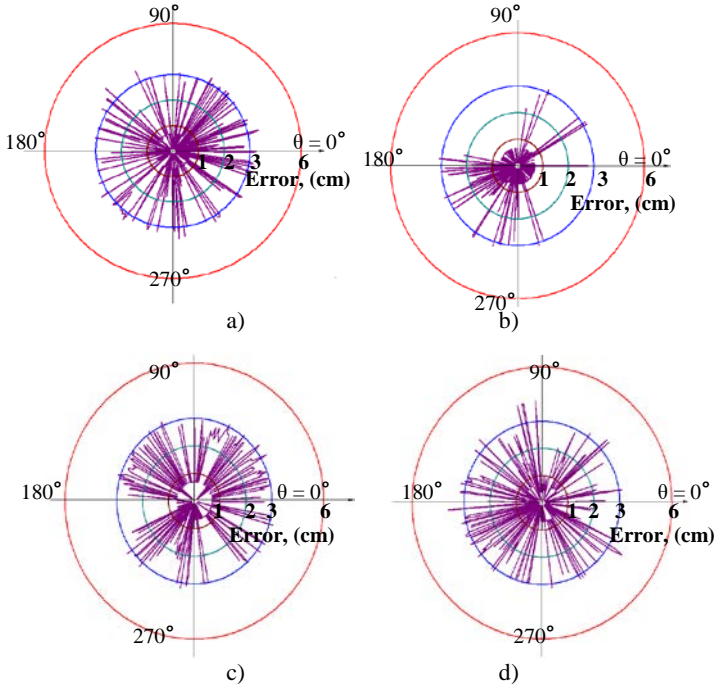 90°
180°
θ = 0°
1 2 3 6
Error, (cm)
270°
a)
90°
180°
θ = 0°
1 2 3 6
Error, (cm)
270°
b)
90°
180°
θ = 0°
1 2 3 6
Error, (cm)
270°
c)
90°
180°
θ = 0°
1 2 3 6
Error, (cm)
270°
d)